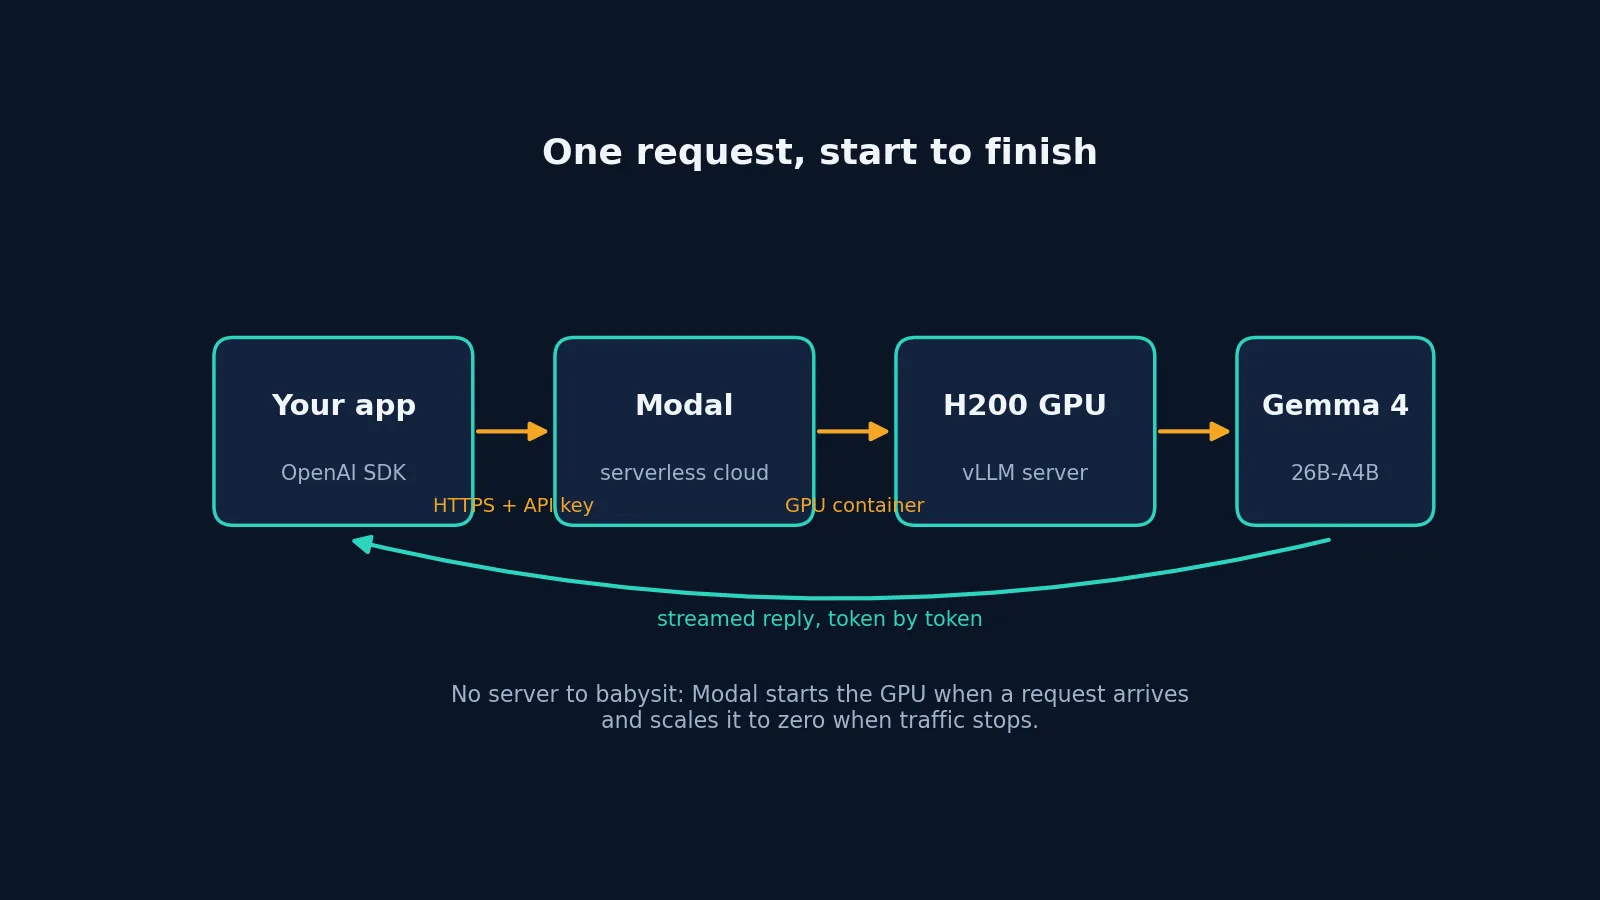 One request, start to finish
Your app
OpenAI SDK
HTTPS + API key
Modal
serverless cloud
GPU container
H200 GPU
vLLM server
Gemma 4
26B-A4B
streamed reply, token by token
No server to babysit: Modal starts the GPU when a request arrives
and scales it to zero when traffic stops.